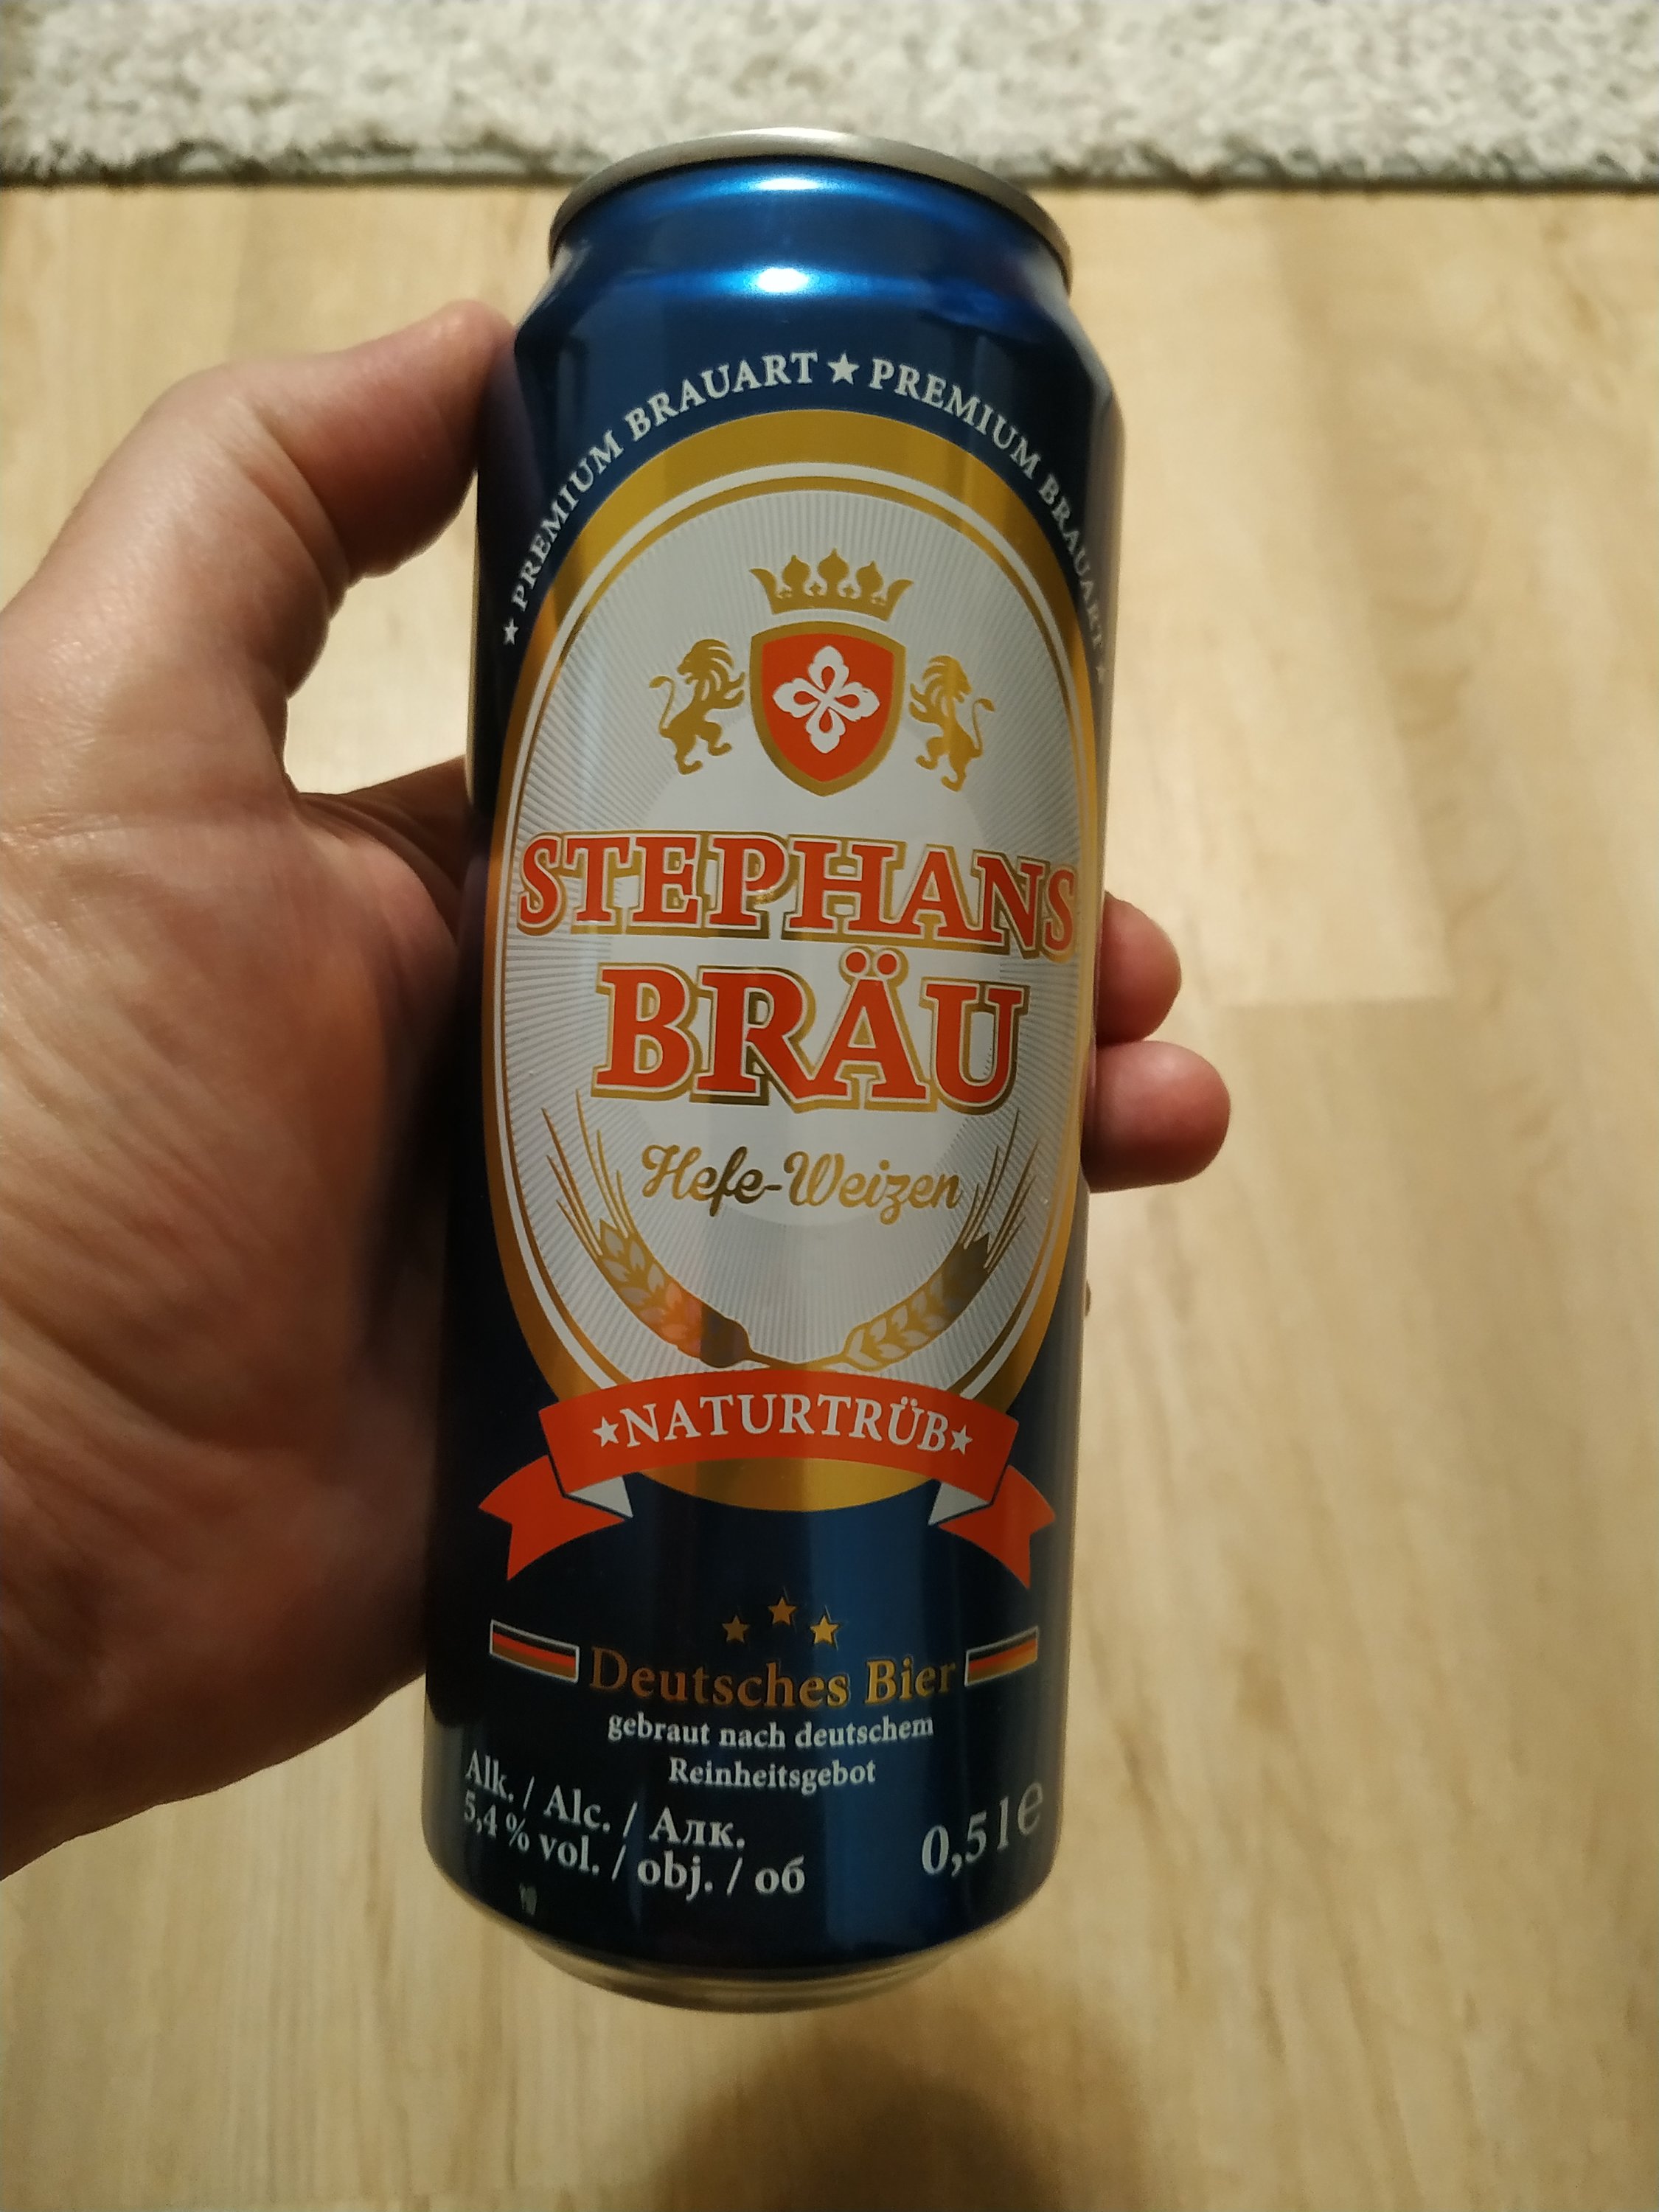 ★ PREMIUM BRAUART ★ PREMIUM BRAUART ★
STEPHANS
BRÄU
Hefe-Weizen
★NATURTRÜB★
Deutsches Bier
gebraut nach deutschem
Reinheitsgebot
Alk. / Alc. / Алк.
5,4 % vol. / obj. / об
0,5 l e